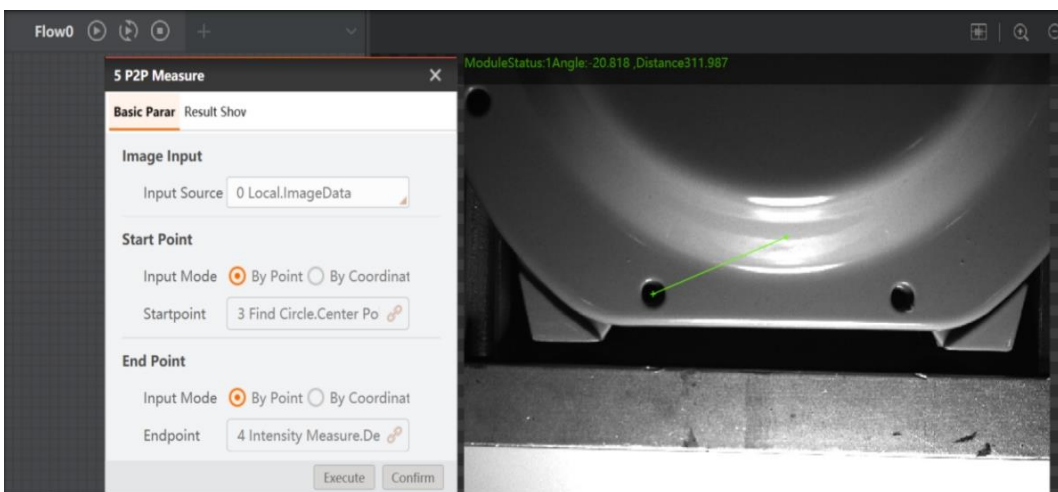 Flow0
5 P2P Measure
ModuleStatus:1Angle:-20.818 ,Distance311.987
Basic Parar Result Shov
Image Input
Input Source 0 Local.ImageData
Start Point
Input Mode By Point By Coordinat
Startpoint 3 Find Circle.Center Po
End Point
Input Mode By Point By Coordinat
Endpoint 4 Intensity Measure.De
Execute Confirm